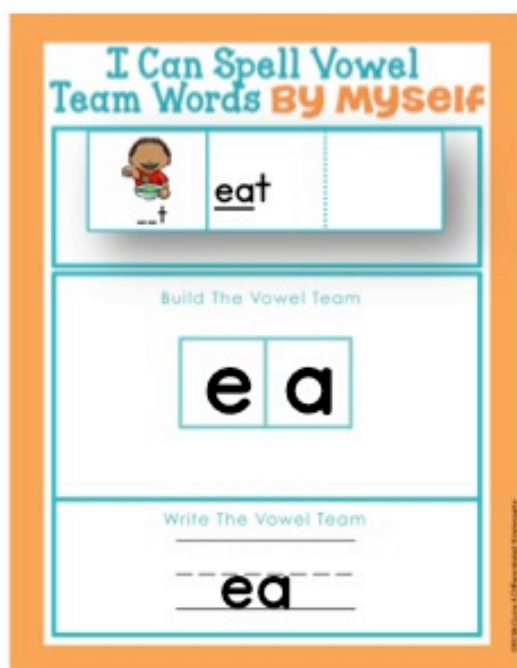 I Can Spell Vowel
Team Words By Myself
__t
eat
Build The Vowel Team
e a
Write The Vowel Team
ea